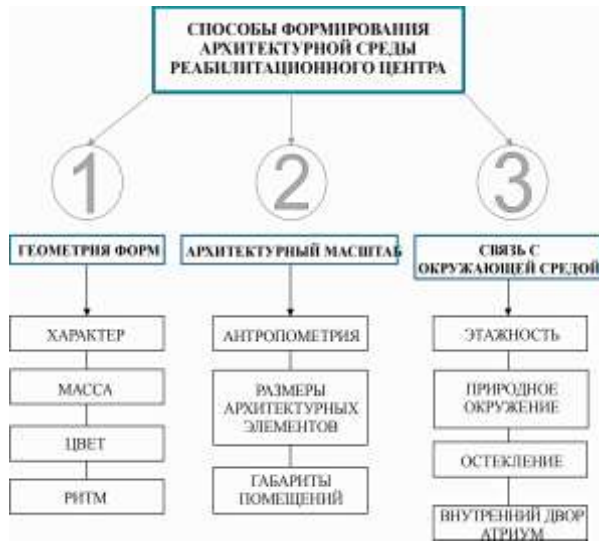 СПОСОБЫ ФОРМИРОВАНИЯ
АРХИТЕКТУРНОЙ СРЕДЫ
РЕАБИЛИТАЦИОННОГО ЦЕНТРА
1
2
3
ГЕОМЕТРИЯ ФОРМ
АРХИТЕКТУРНЫЙ МАСШТАБ
СВЯЗЬ С
ОКРУЖАЮЩЕЙ СРЕДОЙ
ХАРАКТЕР
МАССА
ЦВЕТ
РИТМ
АНТРОПОМЕТРИЯ
РАЗМЕРЫ
АРХИТЕКТУРНЫХ
ЭЛЕМЕНТОВ
ГАБАРИТЫ
ПОМЕЩЕНИЙ
ЭТАЖНОСТЬ
ПРИРОДНОЕ
ОКРУЖЕНИЕ
ОСТЕКЛЕНИЕ
ВНУТРЕННИЙ ДВОР
АТРИУМ